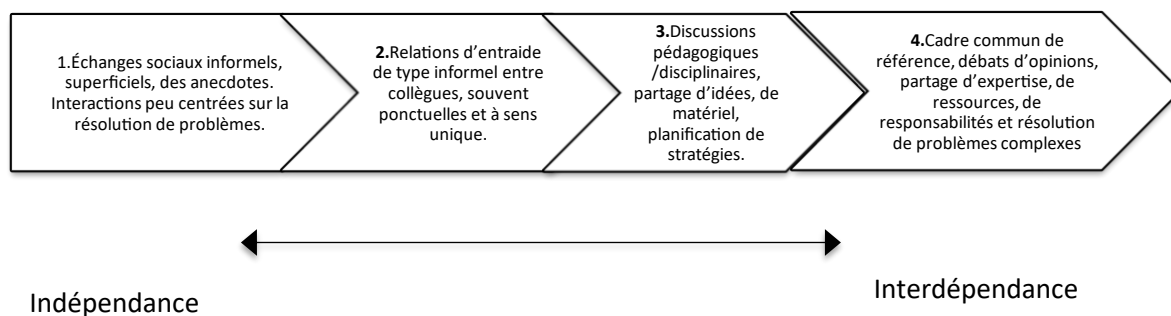 1.Échanges sociaux informels,
superficiels, des anecdotes.
Interactions peu centrées sur la
résolution de problèmes.
2.Relations d’entraide
de type informel entre
collègues, souvent
ponctuelles et à sens
unique.
3.Discussions
pédagogiques
/disciplinaires,
partage d’idées, de
matériel,
planification de
stratégies.
4.Cadre commun de
référence, débats d’opinions,
partage d’expertise, de
ressources, de
responsabilités et résolution
de problèmes complexes
Indépendance
Interdépendance